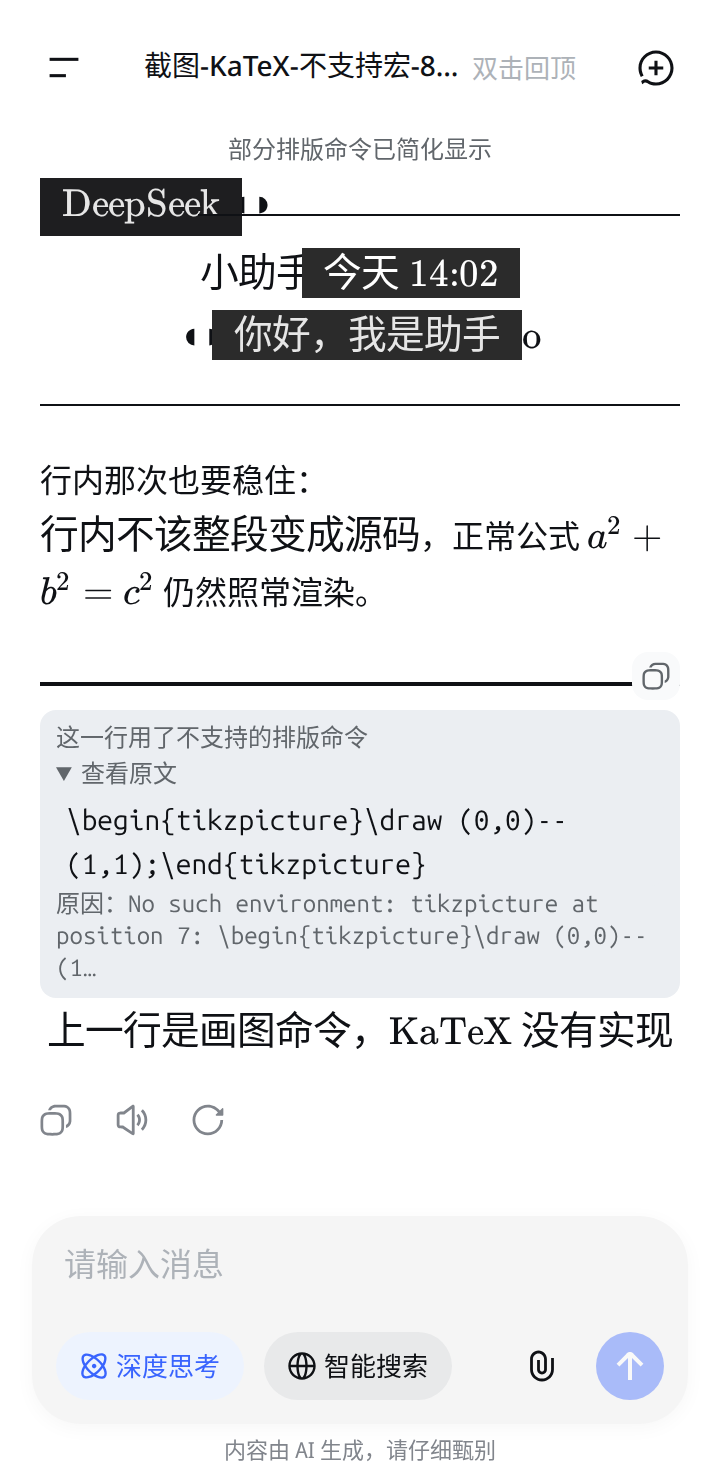 截图-KaTeX-不支持宏-8... 双击回顶
部分排版命令已简化显示
DeepSeek
小助手 今天 14:02
你好，我是助手 o
行内那次也要稳住：
行内不该整段变成源码，正常公式 a² +
b² = c² 仍然照常渲染。
这一行用了不支持的排版命令
▼ 查看原文
\begin{tikzpicture}\draw (0,0)--
(1,1);\end{tikzpicture}
原因：No such environment: tikzpicture at
position 7: \begin{tikzpicture}\draw (0,0)--
(1…
上一行是画图命令，KaTeX 没有实现
请输入消息
深度思考 智能搜索
内容由 AI 生成，请仔细甄别